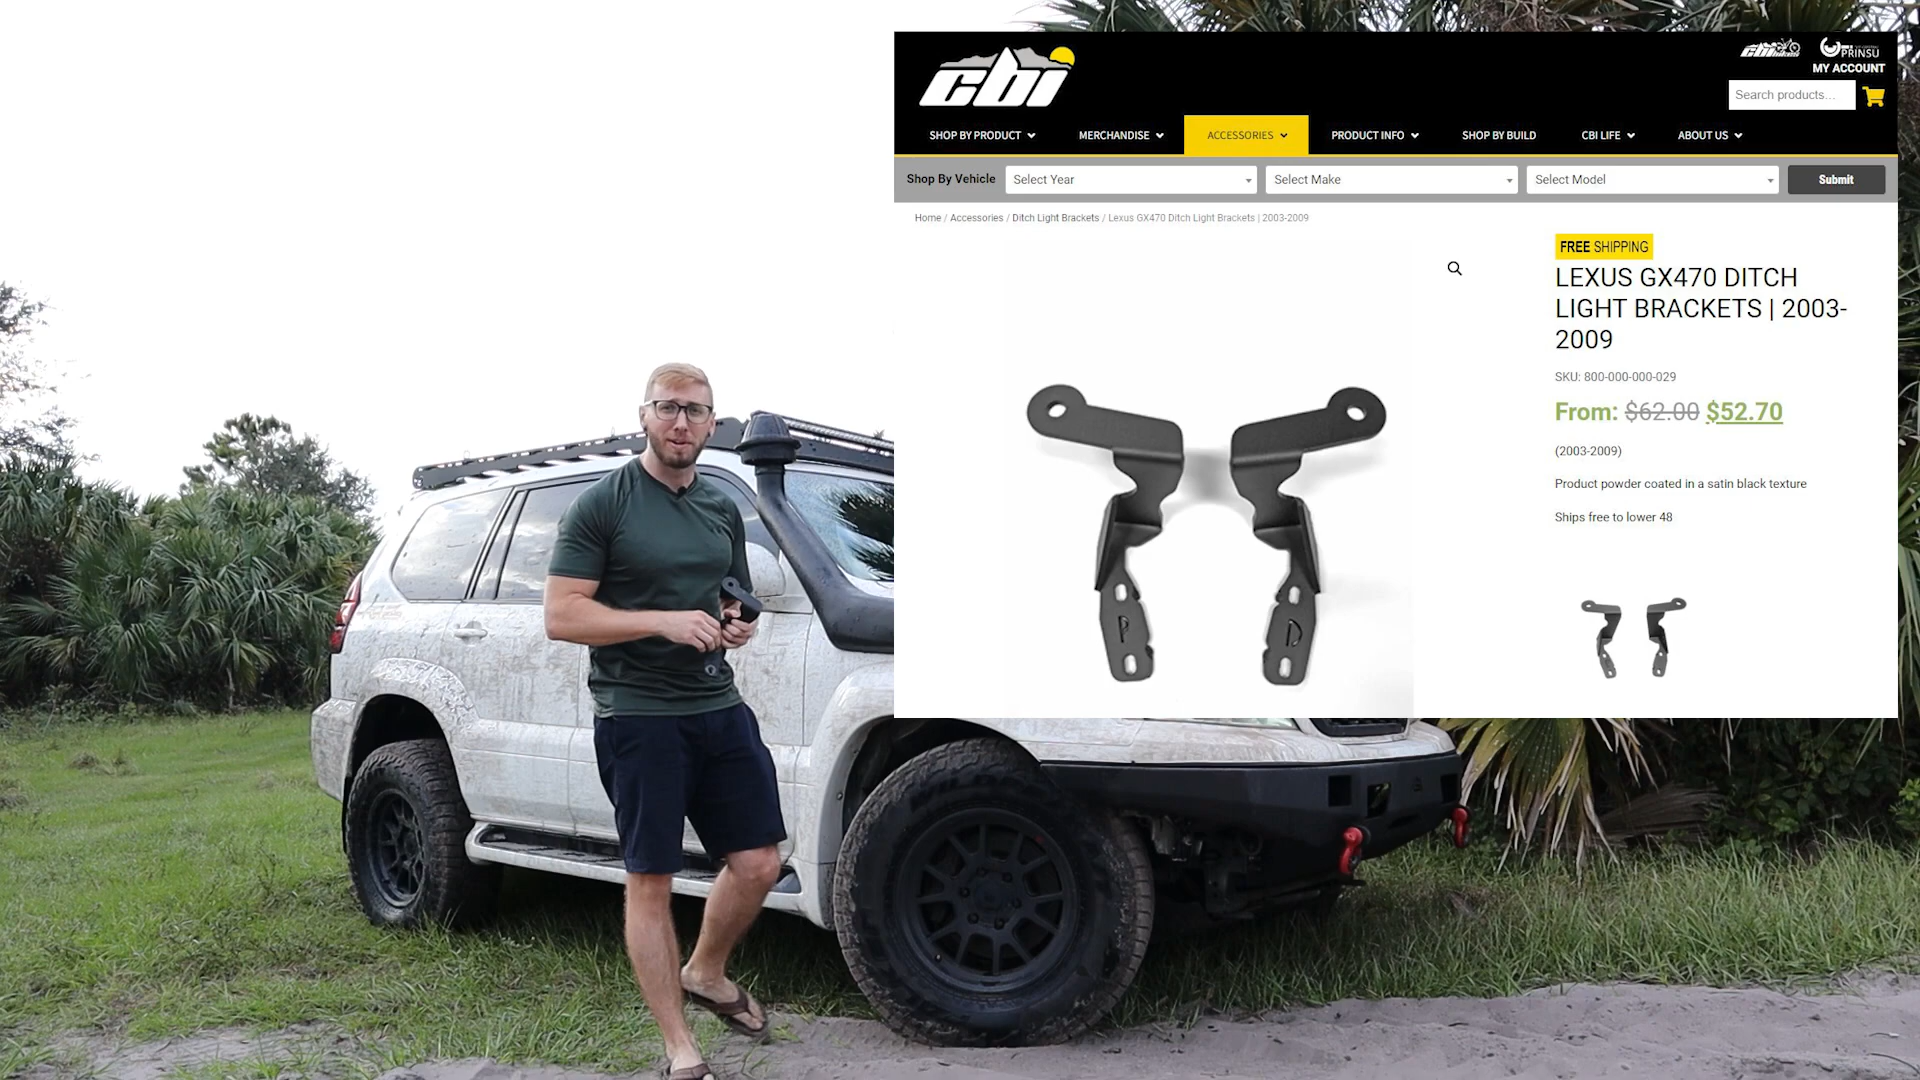 cbi
cbi bikes
PRINSU
MY ACCOUNT
Search products...
SHOP BY PRODUCT
MERCHANDISE
ACCESSORIES
PRODUCT INFO
SHOP BY BUILD
CBI LIFE
ABOUT US
Shop By Vehicle
Select Year
Select Make
Select Model
Submit
Home / Accessories / Ditch Light Brackets / Lexus GX470 Ditch Light Brackets | 2003-2009
FREE SHIPPING
LEXUS GX470 DITCH
LIGHT BRACKETS | 2003-
2009
SKU: 800-000-000-029
From: $62.00 $52.70
(2003-2009)
Product powder coated in a satin black texture
Ships free to lower 48
P
D